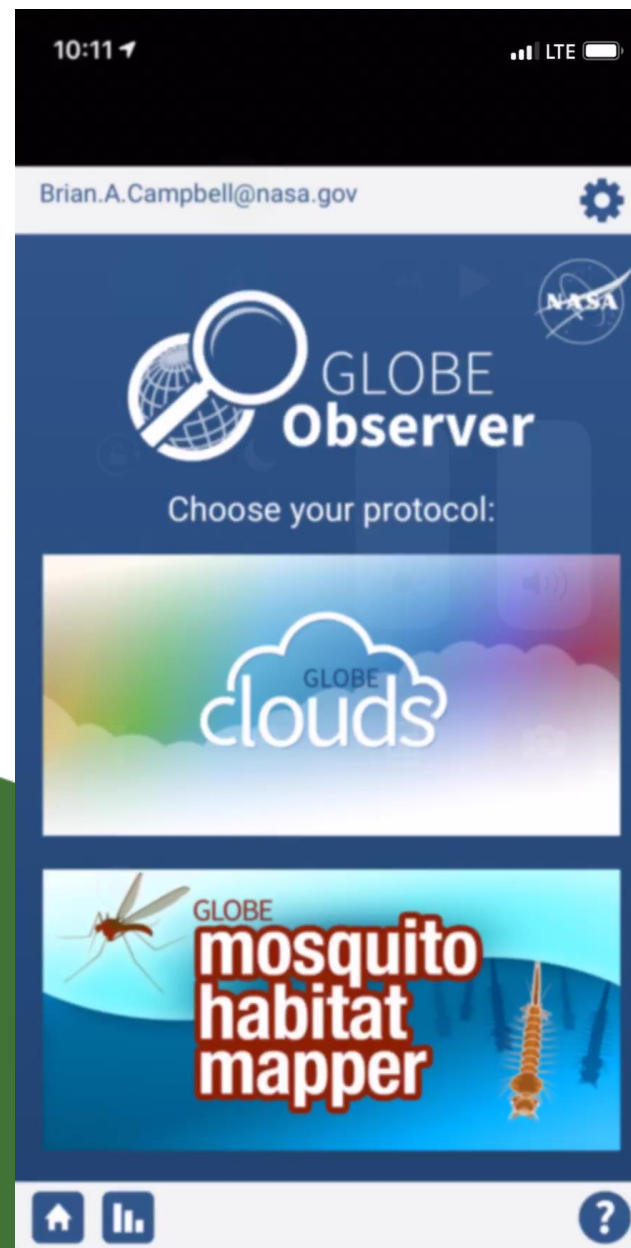 10:11
LTE
Brian.A.Campbell@nasa.gov
NASA
GLOBE
Observer
Choose your protocol:
GLOBE
clouds
GLOBE
mosquito
habitat
mapper
?